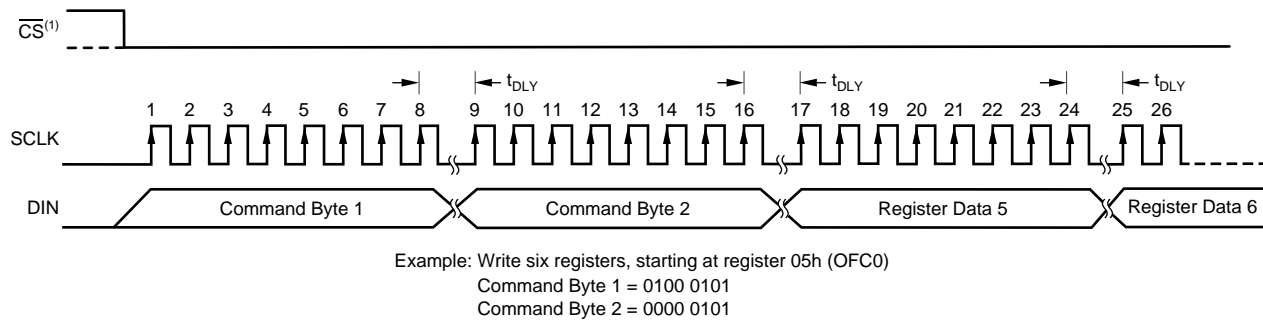 CS(1)
tDLY tDLY tDLY
1 2 3 4 5 6 7 8 9 10 11 12 13 14 15 16 17 18 19 20 21 22 23 24 25 26
SCLK
DIN Command Byte 1 Command Byte 2 Register Data 5 Register Data 6
Example: Write six registers, starting at register 05h (OFC0)
Command Byte 1 = 0100 0101
Command Byte 2 = 0000 0101